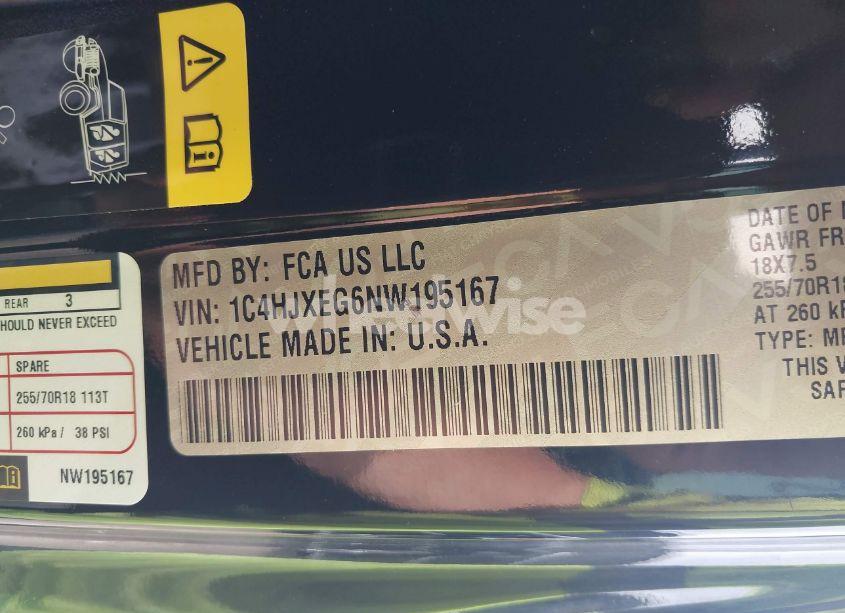 MFD BY: FCA US LLC
VIN: 1C4HJXEG6NW195167
VEHICLE MADE IN: U.S.A.
DATE OF
GAWR FR
18X7.5
255/70R18
AT 260 kP
TYPE: MP
THIS V
SAF
REAR 3
HOULD NEVER EXCEED
SPARE
255/70R18 113T
260 kPa / 38 PSI
NW195167
wheelwise